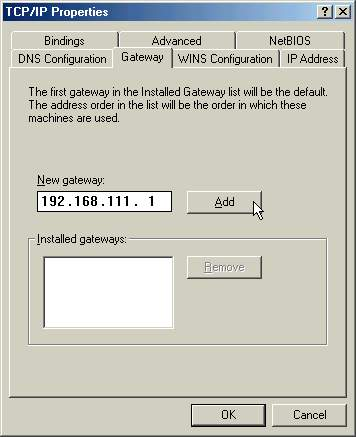 TCP/IP Properties
Bindings Advanced NetBIOS
DNS Configuration Gateway WINS Configuration IP Address
The first gateway in the Installed Gateway list will be the default.
The address order in the list will be the order in which these
machines are used.
New gateway:
192.168.111. 1 Add
Installed gateways:
Remove
OK Cancel